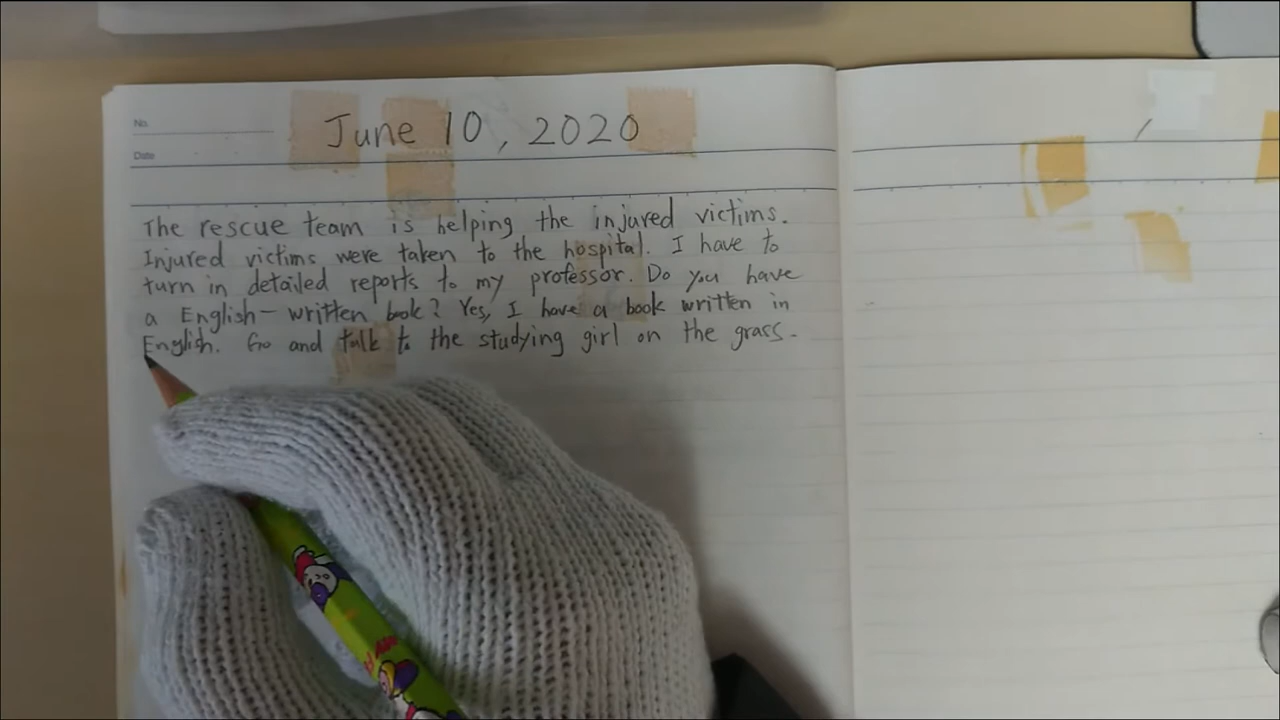 No.
Date
June 10, 2020
The rescue team is helping the injured victims.
Injured victims were taken to the hospital. I have to
turn in detailed reports to my professor. Do you have
a English-written book? Yes, I have a book written in
English. Go and talk to the studying girl on the grass.